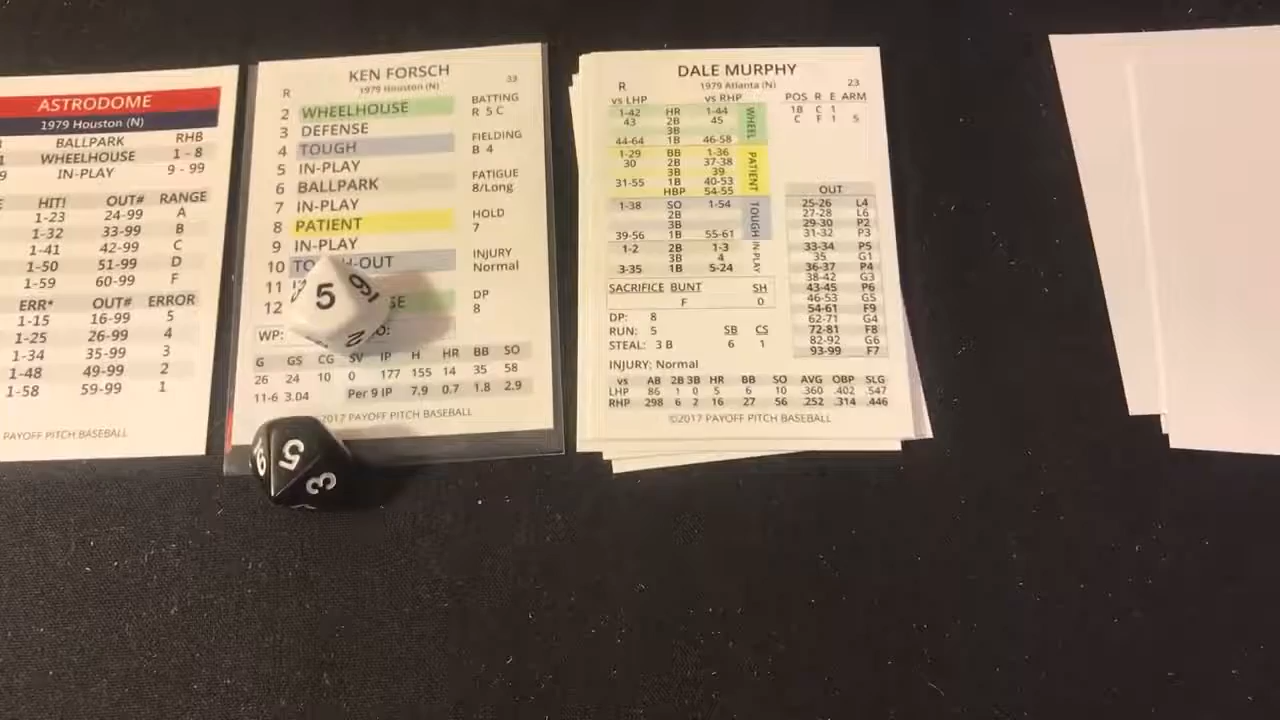 ASTRODOME
1979 Houston (N)
BALLPARK RHB
WHEELHOUSE 1 - 8
IN-PLAY 9 - 99
HIT! OUT# RANGE
1-23 24-99 A
1-32 33-99 B
1-41 42-99 C
1-50 51-99 D
1-59 60-99 F
ERR* OUT# ERROR
1-15 16-99 5
1-25 26-99 4
1-34 35-99 3
1-48 49-99 2
1-58 59-99 1
PAYOFF PITCH BASEBALL
KEN FORSCH
R 1979 Houston (N) 33
2 WHEELHOUSE
3 DEFENSE
4 TOUGH
5 IN-PLAY
6 BALLPARK
7 IN-PLAY
8 PATIENT
9 IN-PLAY
10
11
12
BATTING
R 5 C
FIELDING
B 4
FATIGUE
8/Long
HOLD
7
INJURY
Normal
DP
8
WP:
G GS CG SV IP H HR BB SO
26 24 10 0 177 155 14 35 58
11-6 3.04 Per 9 IP 7.9 0.7 1.8 2.9
2017 PAYOFF PITCH BASEBALL
5
2
5
3
DALE MURPHY
R 1979 Atlanta (N) 23
vs LHP vs RHP
1-42 HR 1-44
43 2B 45
3B
44-64 1B 46-58
WHEEL
1-29 BB 1-36
30 2B 37-38
3B 39
31-55 1B 40-53
HBP 54-55
PATIENT
1-38 SO 1-54
2B
3B
39-56 1B 55-61
TOUGH
1-2 2B 1-3
3B 4
3-35 1B 5-24
IN-PLAY
SACRIFICE BUNT SH
F 0
DP: 8
RUN: 5 SB CS
STEAL: 3 B 6 1
INJURY: Normal
POS R E ARM
1B C 1
C F 1 5
OUT
25-26 L4
27-28 L6
29-30 P2
31-32 P3
33-34 P5
35 G1
36-37 P4
38-42 G3
43-45 P6
46-53 G5
54-61 F9
62-71 G4
72-81 F8
82-92 G6
93-99 F7
vs AB 2B 3B HR BB SO AVG OBP SLG
LHP 86 1 0 5 6 10 .360 .402 .547
RHP 298 6 2 16 27 56 .252 .314 .446
©2017 PAYOFF PITCH BASEBALL